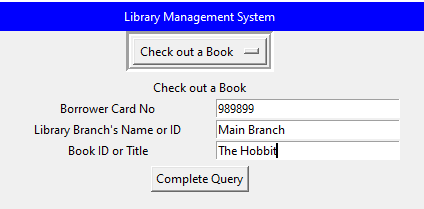 Library Management System
Check out a Book
Check out a Book
Borrower Card No 989899
Library Branch's Name or ID Main Branch
Book ID or Title The Hobbit
Complete Query